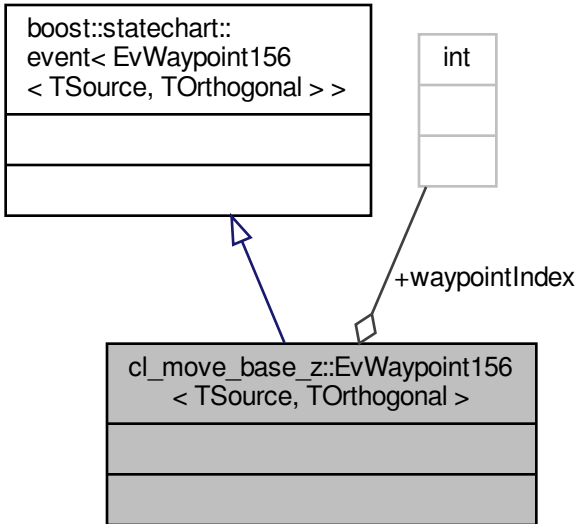 boost::statechart::
event< EvWaypoint156
< TSource, TOrthogonal > >
int
+waypointIndex
cl_move_base_z::EvWaypoint156
< TSource, TOrthogonal >